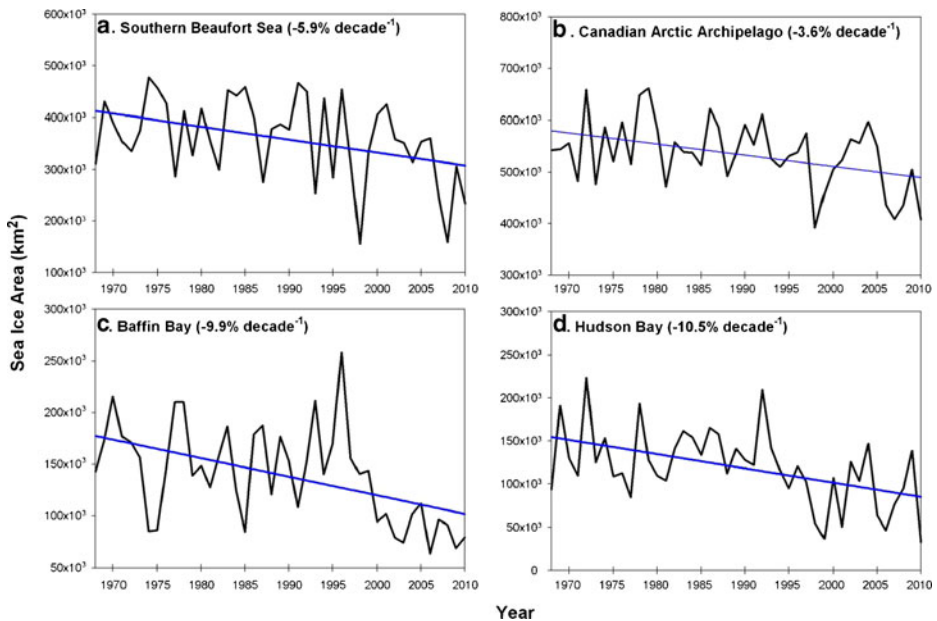 a. Southern Beaufort Sea (-5.9% decade⁻¹)
600x10³
500x10³
400x10³
300x10³
200x10³
100x10³
1970 1975 1980 1985 1990 1995 2000 2005 2010
b. Canadian Arctic Archipelago (-3.6% decade⁻¹)
800x10³
700x10³
600x10³
500x10³
400x10³
300x10³
1970 1975 1980 1985 1990 1995 2000 2005 2010
Sea Ice Area (km²)
c. Baffin Bay (-9.9% decade⁻¹)
300x10³
250x10³
200x10³
150x10³
100x10³
50x10³
1970 1975 1980 1985 1990 1995 2000 2005 2010
d. Hudson Bay (-10.5% decade⁻¹)
300x10³
250x10³
200x10³
150x10³
100x10³
50x10³
0
1970 1975 1980 1985 1990 1995 2000 2005 2010
Year